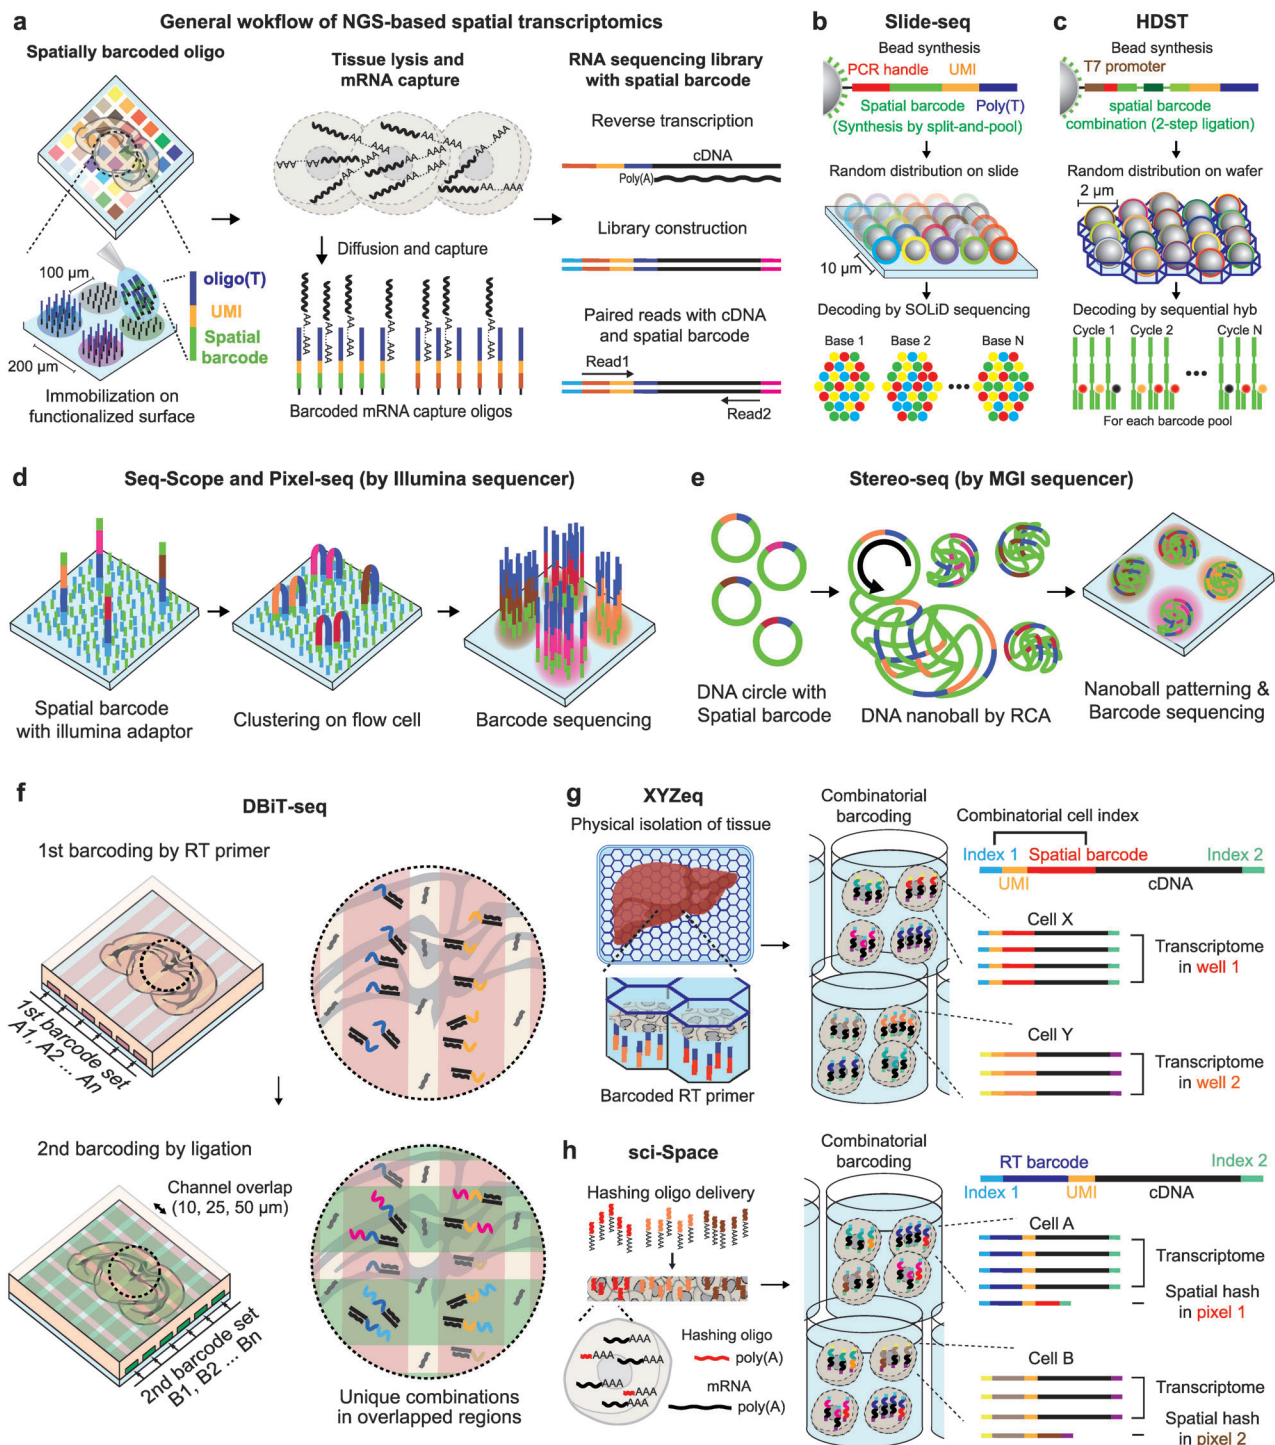 a
General wokflow of NGS-based spatial transcriptomics
Spatially barcoded oligo
100 µm
oligo(T)
UMI
Spatial
barcode
200 µm
Immobilization on
functionalized surface
Tissue lysis and
mRNA capture
AAA
AAA
AAA
AA...AAA
AA...AAA
Diffusion and capture
Barcoded mRNA capture oligos
RNA sequencing library
with spatial barcode
Reverse transcription
cDNA
Poly(A)
Library construction
Paired reads with cDNA
and spatial barcode
Read1
Read2
b
Slide-seq
Bead synthesis
PCR handle
UMI
Spatial barcode
Poly(T)
(Synthesis by split-and-pool)
Random distribution on slide
10 µm
Decoding by SOLiD sequencing
Base 1
Base 2
Base N
c
HDST
Bead synthesis
T7 promoter
spatial barcode
combination (2-step ligation)
Random distribution on wafer
2 µm
Decoding by sequential hyb
Cycle 1
Cycle 2
Cycle N
For each barcode pool
d
Seq-Scope and Pixel-seq (by Illumina sequencer)
Spatial barcode
with illumina adaptor
Clustering on flow cell
Barcode sequencing
e
Stereo-seq (by MGI sequencer)
DNA circle with
Spatial barcode
DNA nanoball by RCA
Nanoball patterning &
Barcode sequencing
f
DBiT-seq
1st barcoding by RT primer
1st barcode set
A1, A2 ... An
2nd barcoding by ligation
Channel overlap
(10, 25, 50 µm)
2nd barcode set
B1, B2 ... Bn
Unique combinations
in overlapped regions
g
XYZeq
Physical isolation of tissue
Barcoded RT primer
Combinatorial
barcoding
Combinatorial cell index
Index 1
Spatial barcode
Index 2
UMI
cDNA
Cell X
Transcriptome
in well 1
Cell Y
Transcriptome
in well 2
h
sci-Space
Hashing oligo delivery
AAA
AAA
AAA
AAA
AAA
AAA
Hashing oligo
poly(A)
mRNA
poly(A)
Combinatorial
barcoding
RT barcode
Index 2
Index 1
UMI
cDNA
Cell A
Transcriptome
Spatial hash
in pixel 1
Cell B
Transcriptome
Spatial hash
in pixel 2